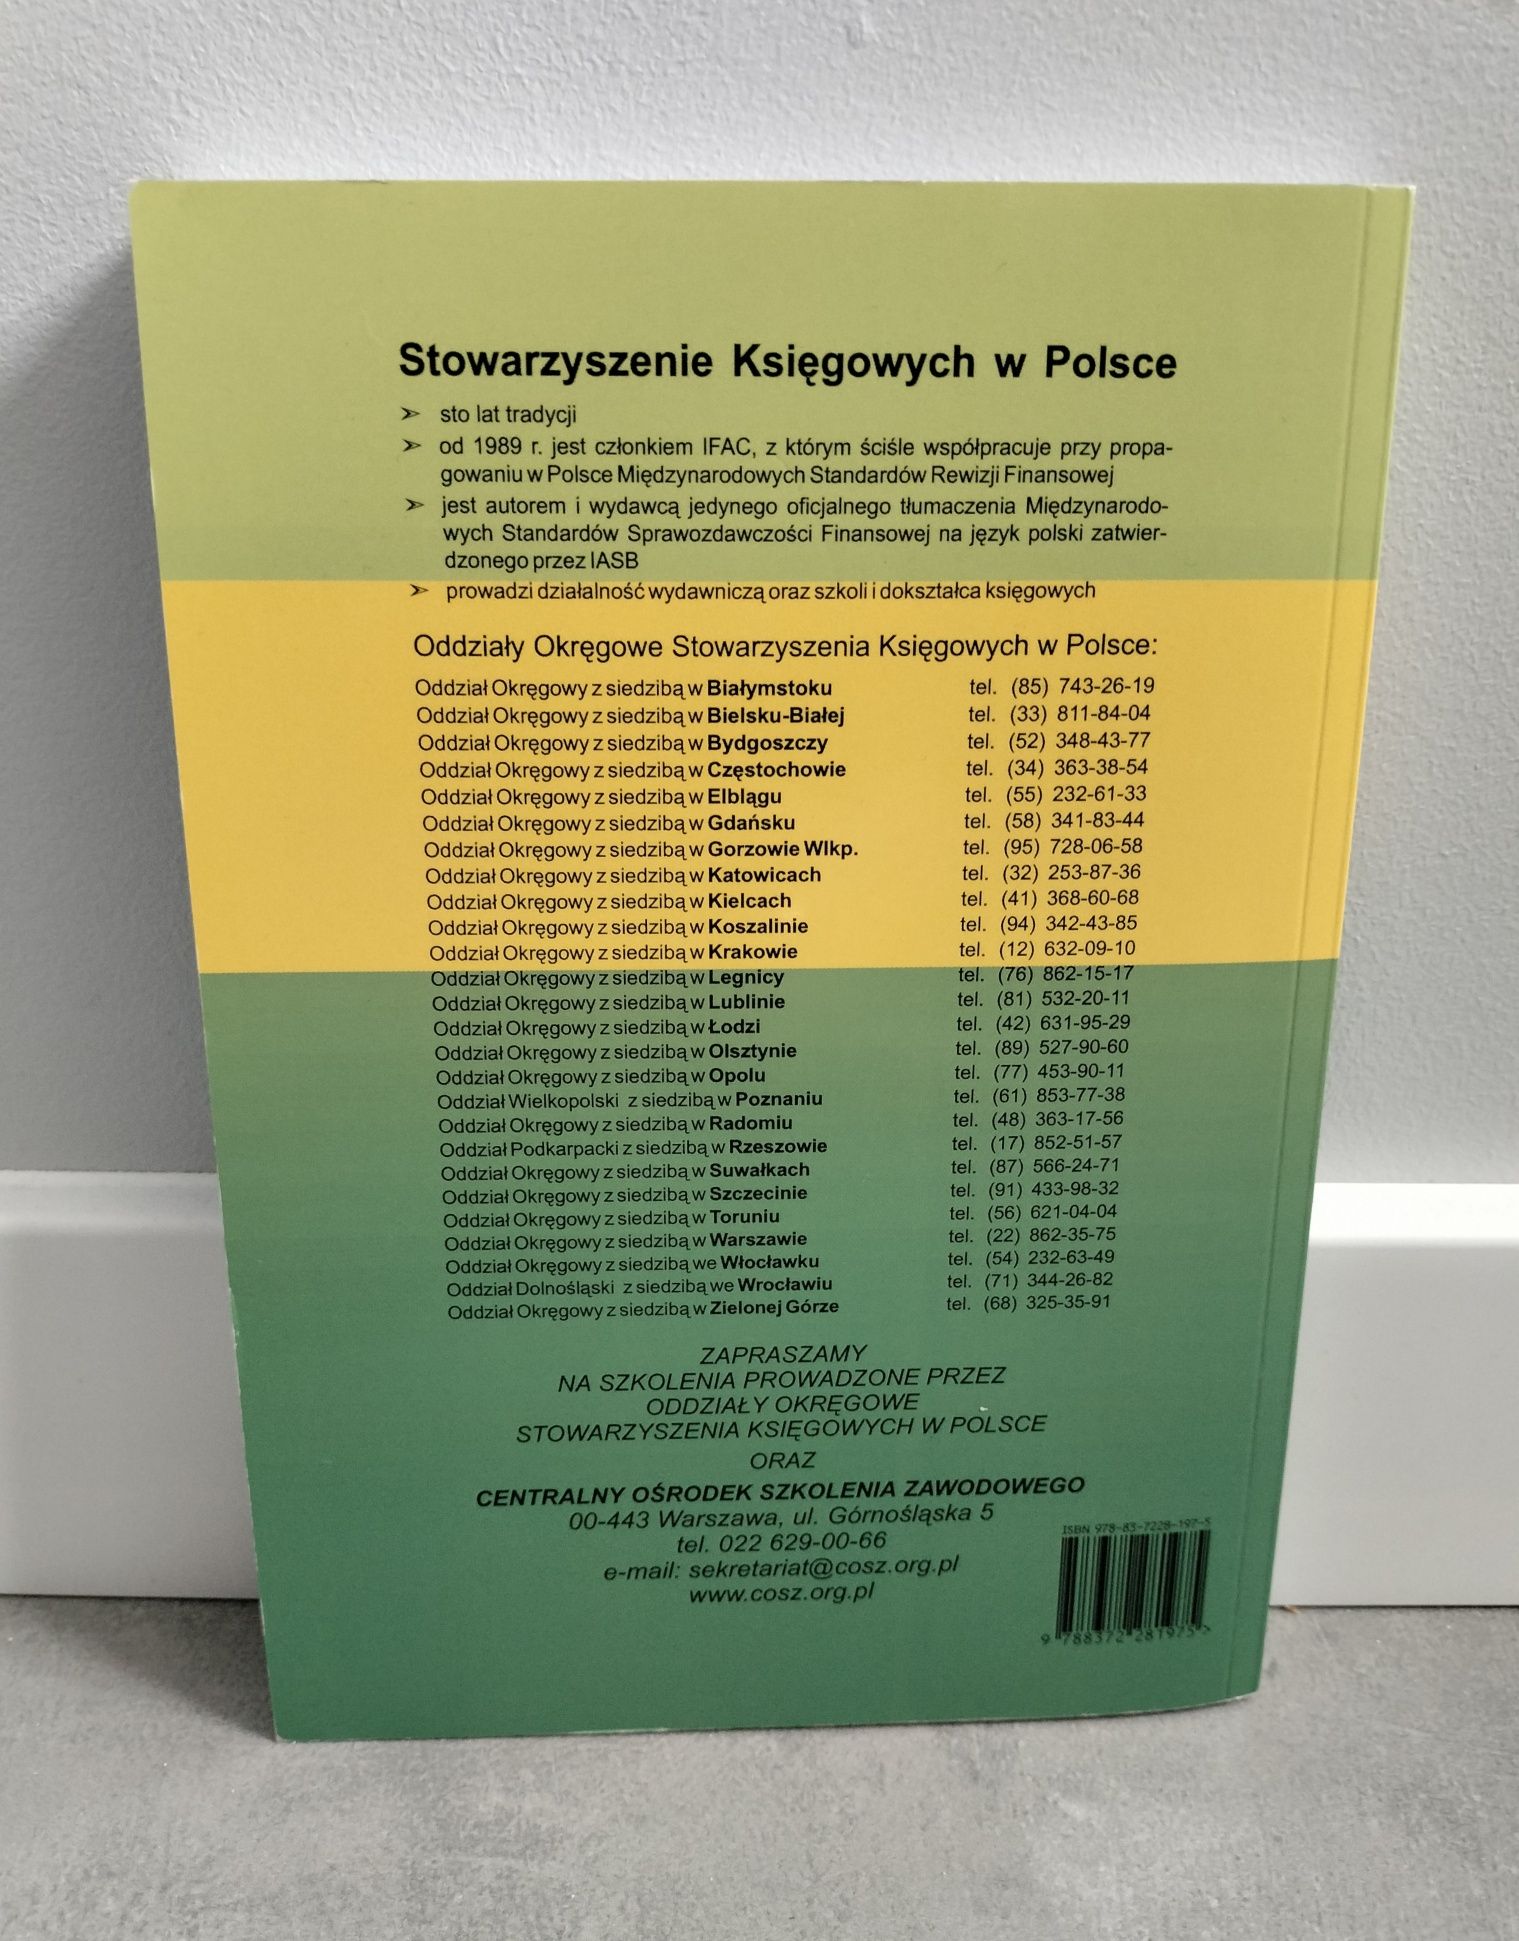 Stowarzyszenie Księgowych w Polsce
➢ sto lat tradycji
➢ od 1989 r. jest członkiem IFAC, z którym ściśle współpracuje przy propa-
gowaniu w Polsce Międzynarodowych Standardów Rewizji Finansowej
➢ jest autorem i wydawcą jedynego oficjalnego tłumaczenia Międzynarodo-
wych Standardów Sprawozdawczości Finansowej na język polski zatwier-
dzonego przez IASB
➢ prowadzi działalność wydawniczą oraz szkoli i dokształca księgowych
Oddziały Okręgowe Stowarzyszenia Księgowych w Polsce:
Oddział Okręgowy z siedzibą w Białymstoku tel. (85) 743-26-19
Oddział Okręgowy z siedzibą w Bielsku-Białej tel. (33) 811-84-04
Oddział Okręgowy z siedzibą w Bydgoszczy tel. (52) 348-43-77
Oddział Okręgowy z siedzibą w Częstochowie tel. (34) 363-38-54
Oddział Okręgowy z siedzibą w Elblągu tel. (55) 232-61-33
Oddział Okręgowy z siedzibą w Gdańsku tel. (58) 341-83-44
Oddział Okręgowy z siedzibą w Gorzowie Wlkp. tel. (95) 728-06-58
Oddział Okręgowy z siedzibą w Katowicach tel. (32) 253-87-36
Oddział Okręgowy z siedzibą w Kielcach tel. (41) 368-60-68
Oddział Okręgowy z siedzibą w Koszalinie tel. (94) 342-43-85
Oddział Okręgowy z siedzibą w Krakowie tel. (12) 632-09-10
Oddział Okręgowy z siedzibą w Legnicy tel. (76) 862-15-17
Oddział Okręgowy z siedzibą w Lublinie tel. (81) 532-20-11
Oddział Okręgowy z siedzibą w Łodzi tel. (42) 631-95-29
Oddział Okręgowy z siedzibą w Olsztynie tel. (89) 527-90-60
Oddział Okręgowy z siedzibą w Opolu tel. (77) 453-90-11
Oddział Wielkopolski z siedzibą w Poznaniu tel. (61) 853-77-38
Oddział Okręgowy z siedzibą w Radomiu tel. (48) 363-17-56
Oddział Podkarpacki z siedzibą w Rzeszowie tel. (17) 852-51-57
Oddział Okręgowy z siedzibą w Suwałkach tel. (87) 566-24-71
Oddział Okręgowy z siedzibą w Szczecinie tel. (91) 433-98-32
Oddział Okręgowy z siedzibą w Toruniu tel. (56) 621-04-04
Oddział Okręgowy z siedzibą w Warszawie tel. (22) 862-35-75
Oddział Okręgowy z siedzibą we Włocławku tel. (54) 232-63-49
Oddział Dolnośląski z siedzibą we Wrocławiu tel. (71) 344-26-82
Oddział Okręgowy z siedzibą w Zielonej Górze tel. (68) 325-35-91
ZAPRASZAMY
NA SZKOLENIA PROWADZONE PRZEZ
ODDZIAŁY OKRĘGOWE
STOWARZYSZENIA KSIĘGOWYCH W POLSCE
ORAZ
CENTRALNY OŚRODEK SZKOLENIA ZAWODOWEGO
00-443 Warszawa, ul. Górnośląska 5
tel. 022 629-00-66
e-mail: sekretariat@cosz.org.pl
www.cosz.org.pl
ISBN 978-83-7228-197-5
9 788372 281975 >